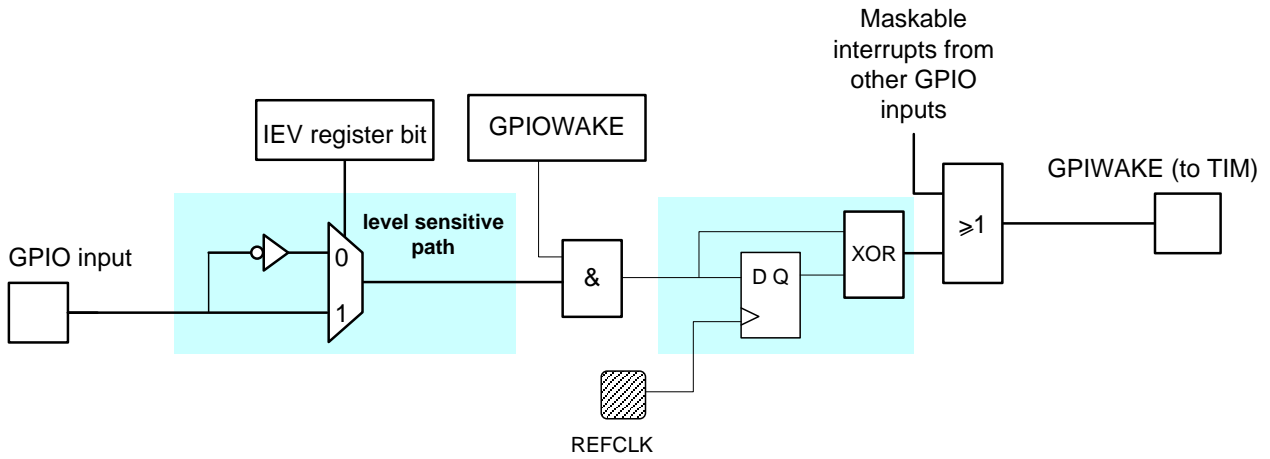 Maskable
interrupts from
other GPIO
inputs
IEV register bit
GPIOWAKE
GPIWAKE (to TIM)
level sensitive
path
GPIO input
0
1
&
D Q
XOR
⩾1
REFCLK